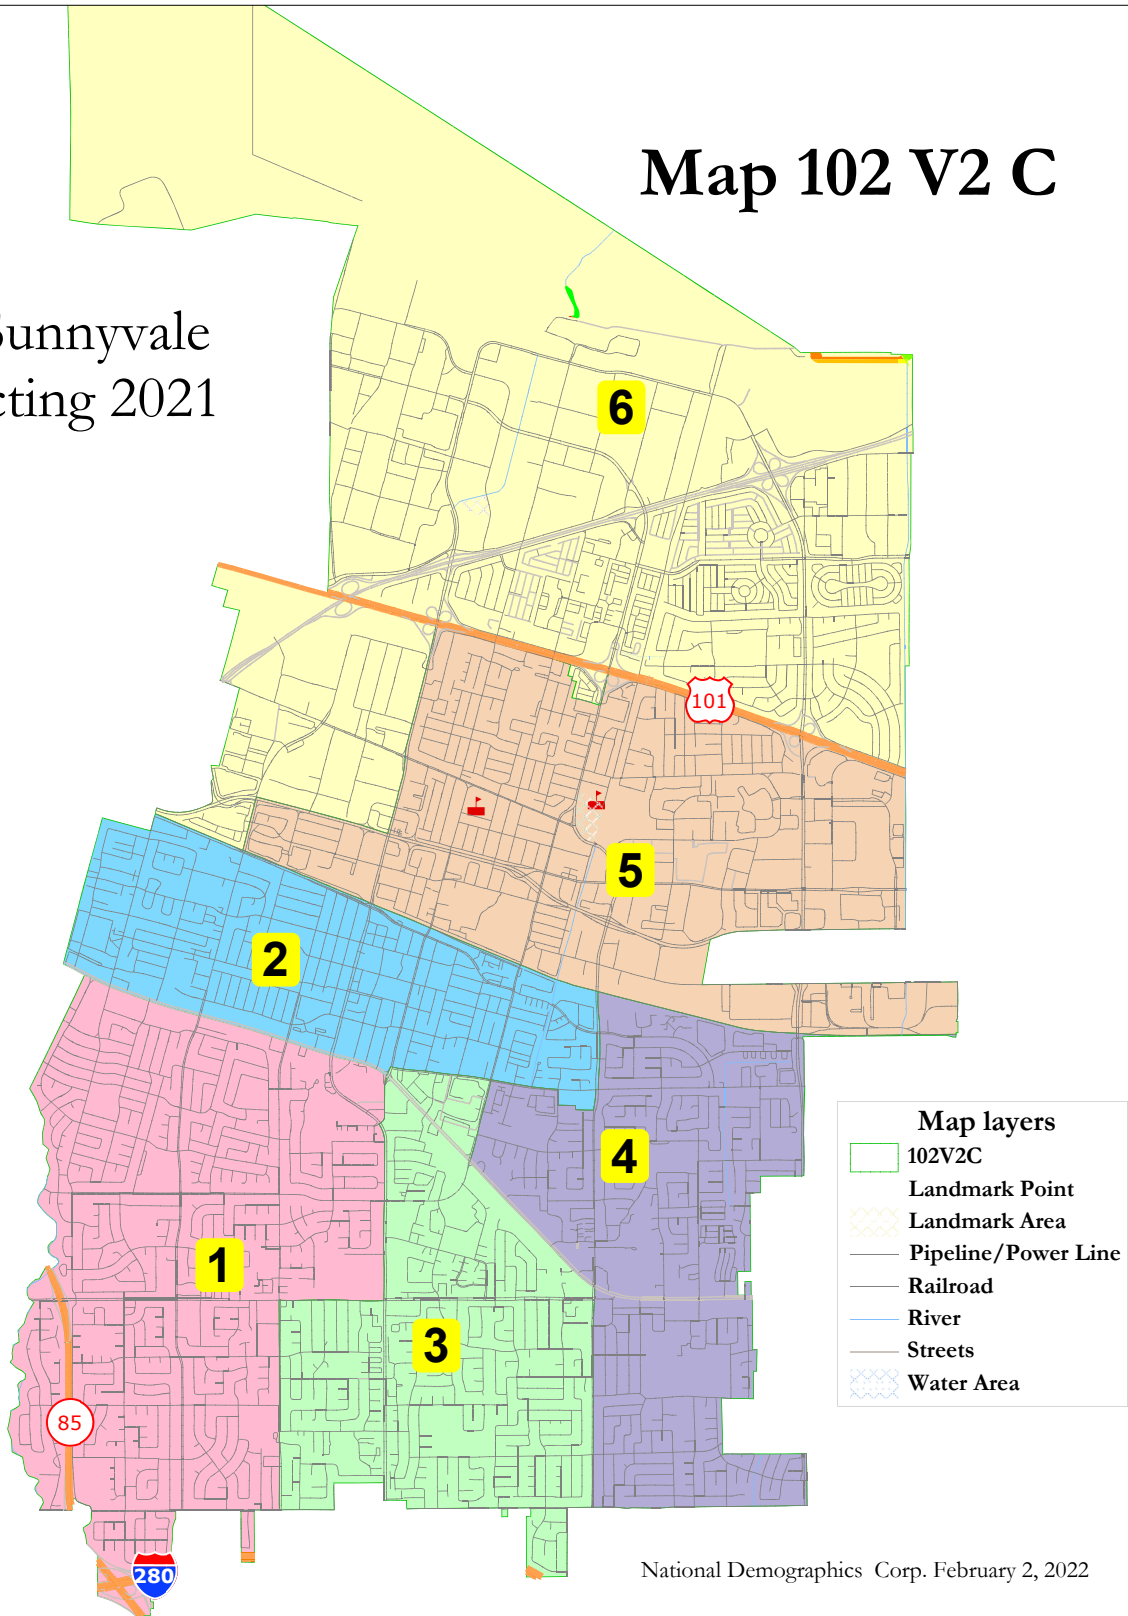 Map 102 V2 C
Sunnyvale
cting 2021
6
101
5
2
4
1
3
85
280
Map layers
102V2C
Landmark Point
Landmark Area
Pipeline/Power Line
Railroad
River
Streets
Water Area
National Demographics Corp. February 2, 2022